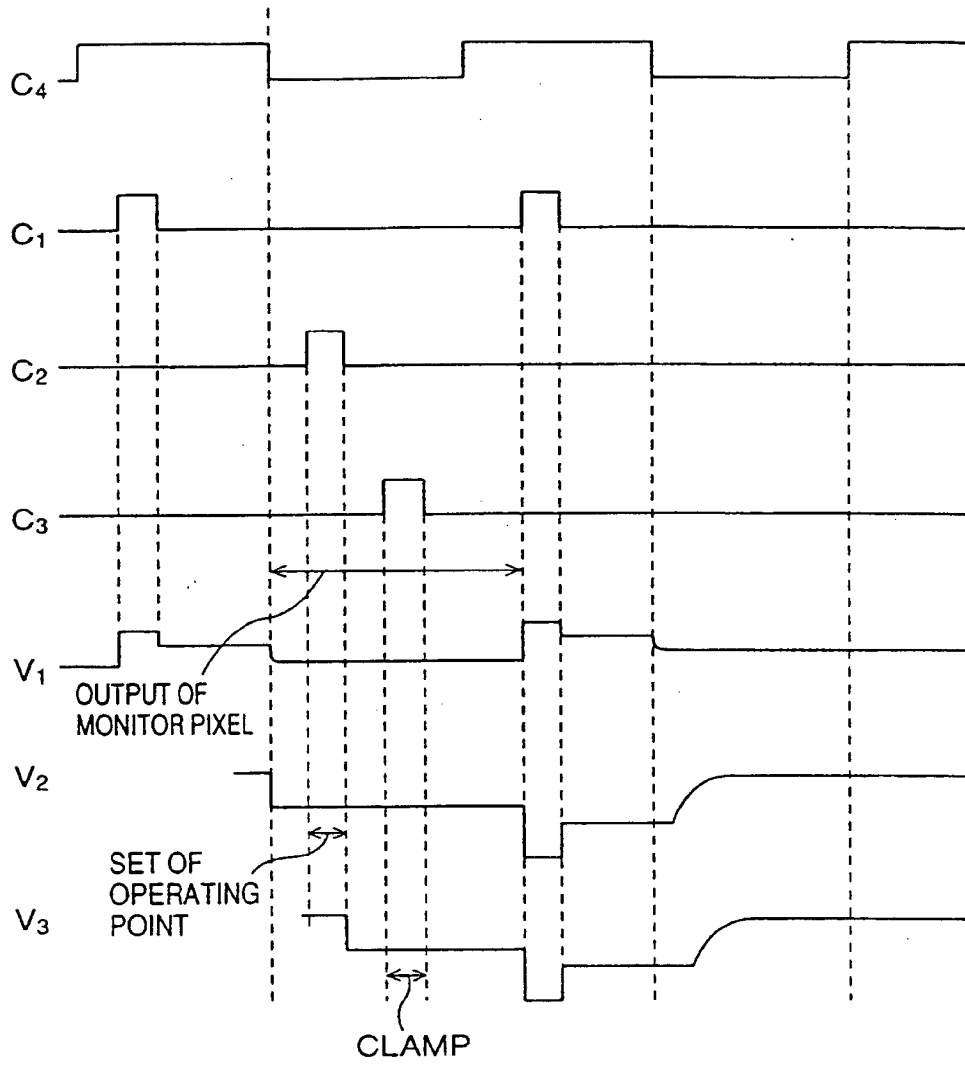 C4
C1
C2
C3
V1
OUTPUT OF
MONITOR PIXEL
V2
SET OF
OPERATING
POINT
V3
CLAMP